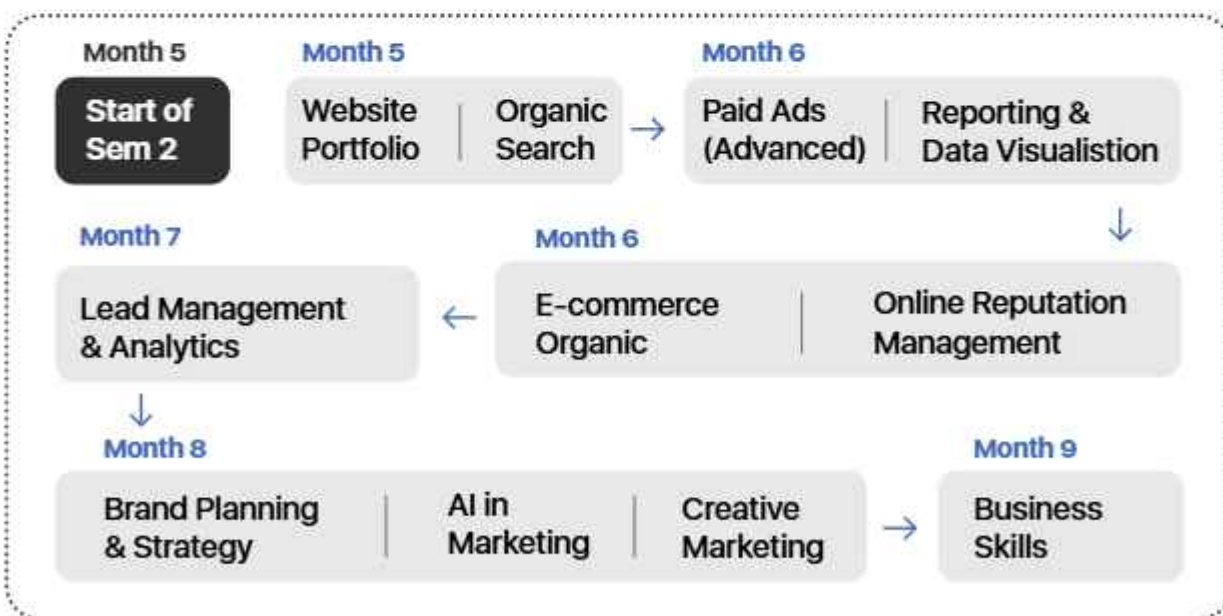 Month 5
Start of
Sem 2
Month 5
Website
Portfolio
Organic
Search
Month 6
Paid Ads
(Advanced)
Reporting &
Data Visualistion
Month 6
E-commerce
Organic
Online Reputation
Management
Month 7
Lead Management
& Analytics
Month 8
Brand Planning
& Strategy
AI in
Marketing
Creative
Marketing
Month 9
Business
Skills